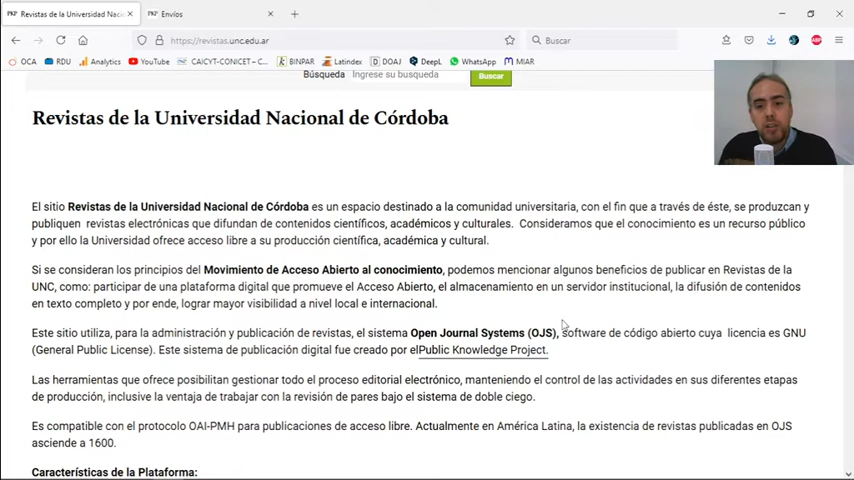 Revistas de la Universidad Nacio
Envíos
https://revistas.unc.edu.ar
Buscar
OCA RDU Analytics YouTube CAICYT-CONICET – C... BINPAR Latindex DOAJ DeepL WhatsApp MIAR
Búsqueda Ingrese su busqueda Buscar
Revistas de la Universidad Nacional de Córdoba
El sitio Revistas de la Universidad Nacional de Córdoba es un espacio destinado a la comunidad universitaria, con el fin que a través de éste, se produzcan y
publiquen revistas electrónicas que difundan de contenidos científicos, académicos y culturales. Consideramos que el conocimiento es un recurso público
y por ello la Universidad ofrece acceso libre a su producción científica, académica y cultural.
Si se consideran los principios del Movimiento de Acceso Abierto al conocimiento, podemos mencionar algunos beneficios de publicar en Revistas de la
UNC, como: participar de una plataforma digital que promueve el Acceso Abierto, el almacenamiento en un servidor institucional, la difusión de contenidos
en texto completo y por ende, lograr mayor visibilidad a nivel local e internacional.
Este sitio utiliza, para la administración y publicación de revistas, el sistema Open Journal Systems (OJS), software de código abierto cuya licencia es GNU
(General Public License). Este sistema de publicación digital fue creado por elPublic Knowledge Project.
Las herramientas que ofrece posibilitan gestionar todo el proceso editorial electrónico, manteniendo el control de las actividades en sus diferentes etapas
de producción, inclusive la ventaja de trabajar con la revisión de pares bajo el sistema de doble ciego.
Es compatible con el protocolo OAI-PMH para publicaciones de acceso libre. Actualmente en América Latina, la existencia de revistas publicadas en OJS
asciende a 1600.
Características de la Plataforma: